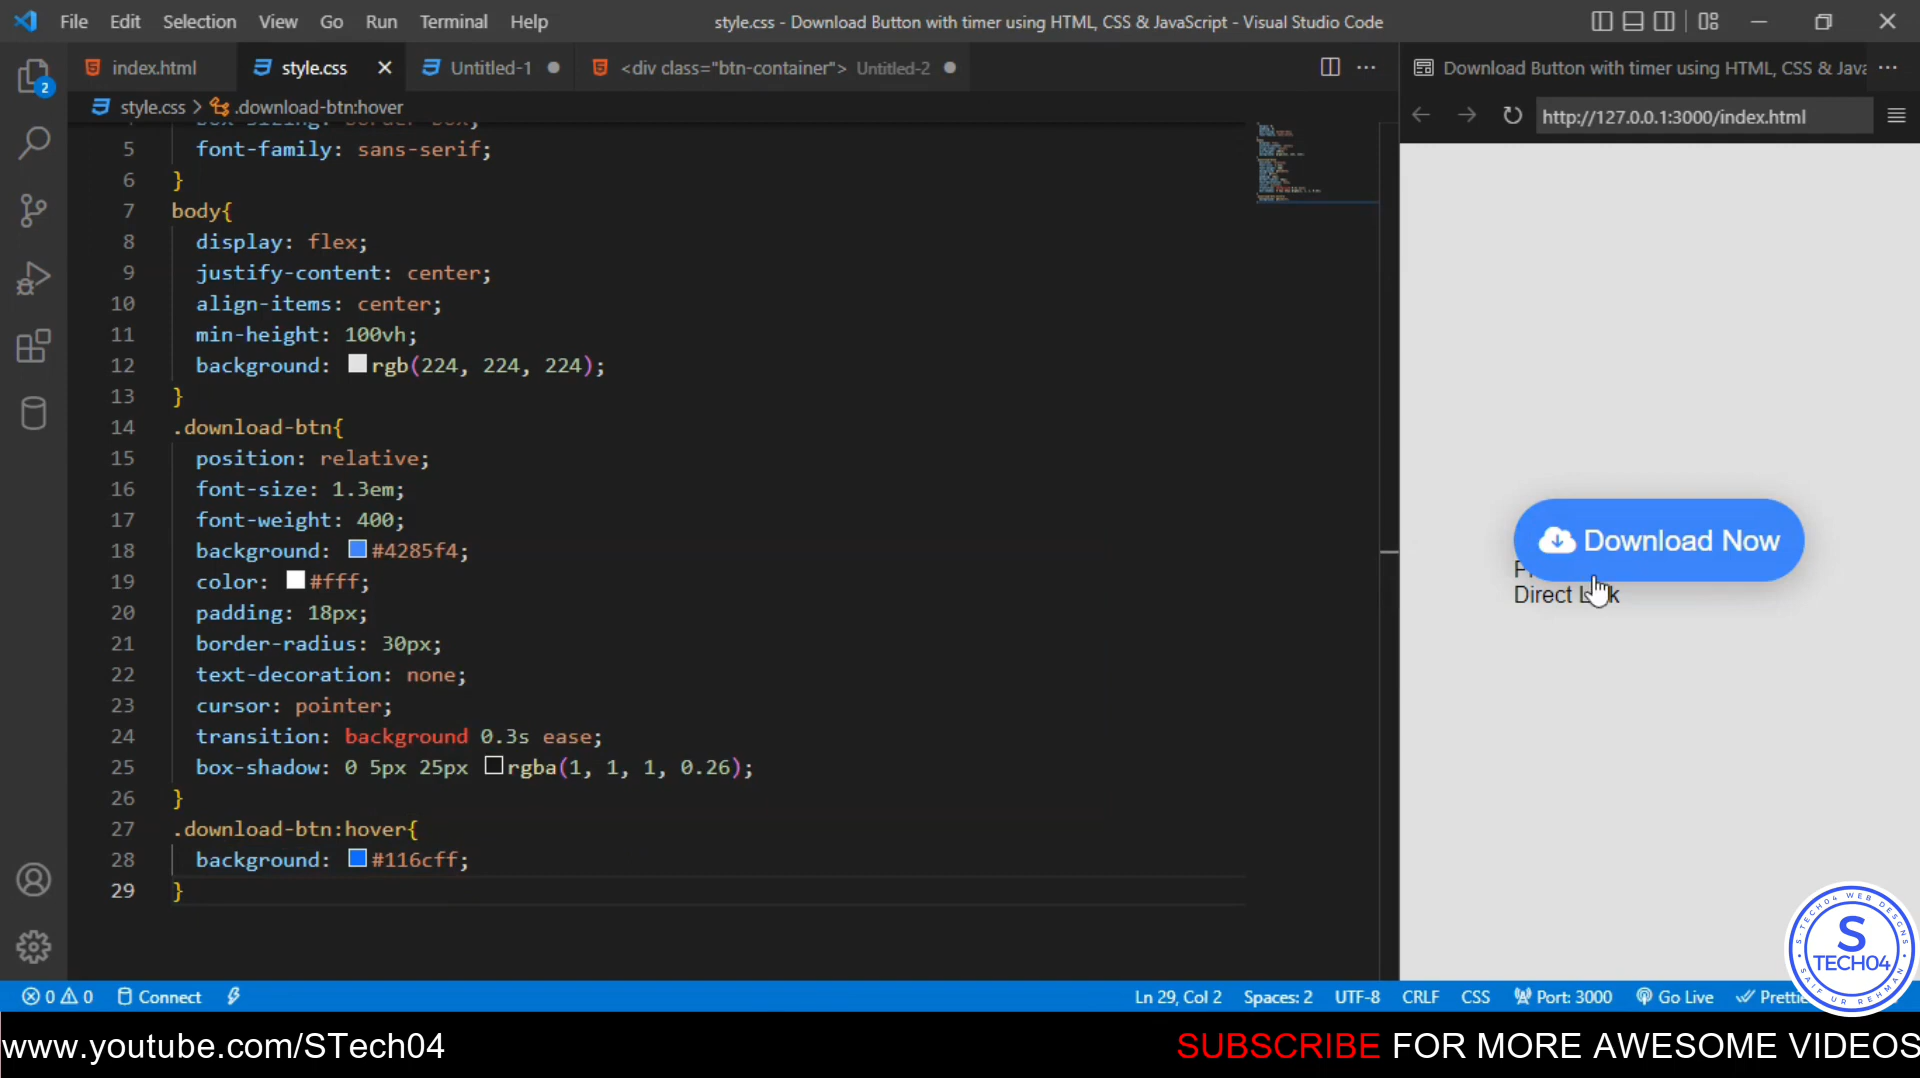 File Edit Selection View Go Run Terminal Help
style.css - Download Button with timer using HTML, CSS & JavaScript - Visual Studio Code
index.html
style.css
Untitled-1
<div class="btn-container"> Untitled-2
Download Button with timer using HTML, CSS & Java
style.css > .download-btn:hover
http://127.0.0.1:3000/index.html
2
5 font-family: sans-serif;
6 }
7 body{
8 display: flex;
9 justify-content: center;
10 align-items: center;
11 min-height: 100vh;
12 background: rgb(224, 224, 224);
13 }
14 .download-btn{
15 position: relative;
16 font-size: 1.3em;
17 font-weight: 400;
18 background: #4285f4;
19 color: #fff;
20 padding: 18px;
21 border-radius: 30px;
22 text-decoration: none;
23 cursor: pointer;
24 transition: background 0.3s ease;
25 box-shadow: 0 5px 25px rgba(1, 1, 1, 0.26);
26 }
27 .download-btn:hover{
28 background: #116cff;
29 }
Download Now
Direct
S
TECH04
S-TECH04 WEB DESGNS
SAIF UR REHMAN
0 0 Connect
Ln 29, Col 2 Spaces: 2 UTF-8 CRLF CSS Port: 3000 Go Live Prettie
www.youtube.com/STech04
SUBSCRIBE FOR MORE AWESOME VIDEOS